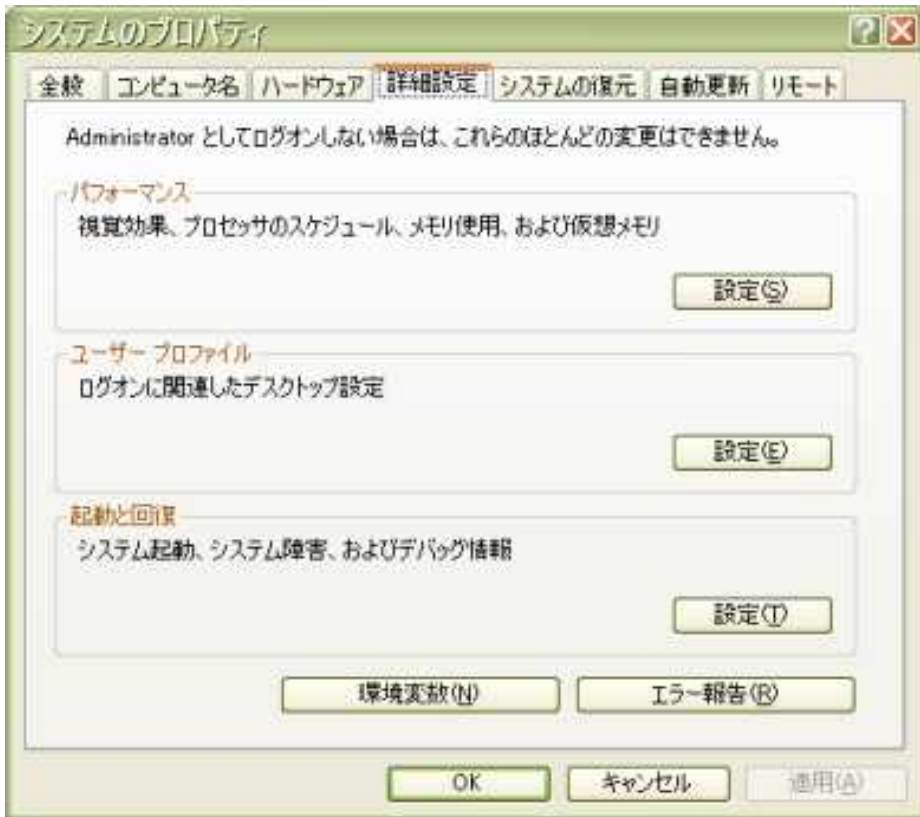 システムのプロパティ
全般 コンピュータ名 ハードウェア 詳細設定 システムの復元 自動更新 リモート
Administrator としてログオンしない場合は、これらのほとんどの変更はできません。
パフォーマンス
視覚効果、プロセッサのスケジュール、メモリ使用、および仮想メモリ
設定(S)
ユーザー プロファイル
ログオンに関連したデスクトップ設定
設定(E)
起動と回復
システム起動、システム障害、およびデバッグ情報
設定(T)
環境変数(N) エラー報告(R)
OK キャンセル 適用(A)